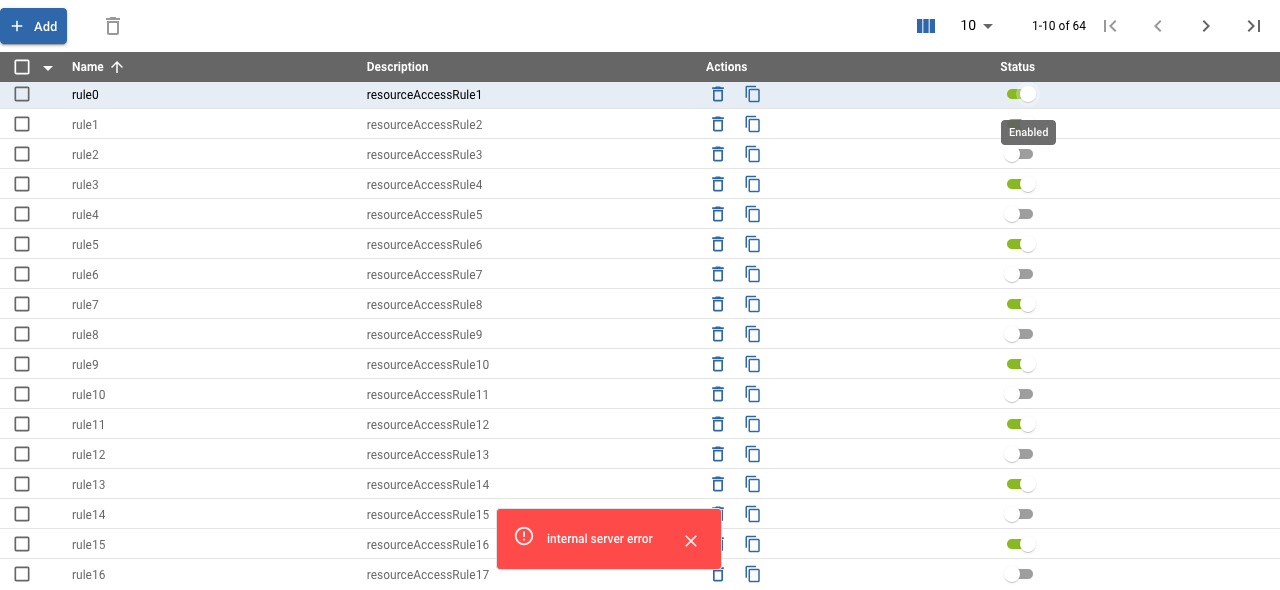 Add 10 1-10 of 64
Name Description Actions Status
rule0 resourceAccessRule1
rule1 resourceAccessRule2
Enabled
rule2 resourceAccessRule3
rule3 resourceAccessRule4
rule4 resourceAccessRule5
rule5 resourceAccessRule6
rule6 resourceAccessRule7
rule7 resourceAccessRule8
rule8 resourceAccessRule9
rule9 resourceAccessRule10
rule10 resourceAccessRule11
rule11 resourceAccessRule12
rule12 resourceAccessRule13
rule13 resourceAccessRule14
rule14 resourceAccessRule15
internal server error
rule15 resourceAccessRule16
rule16 resourceAccessRule17